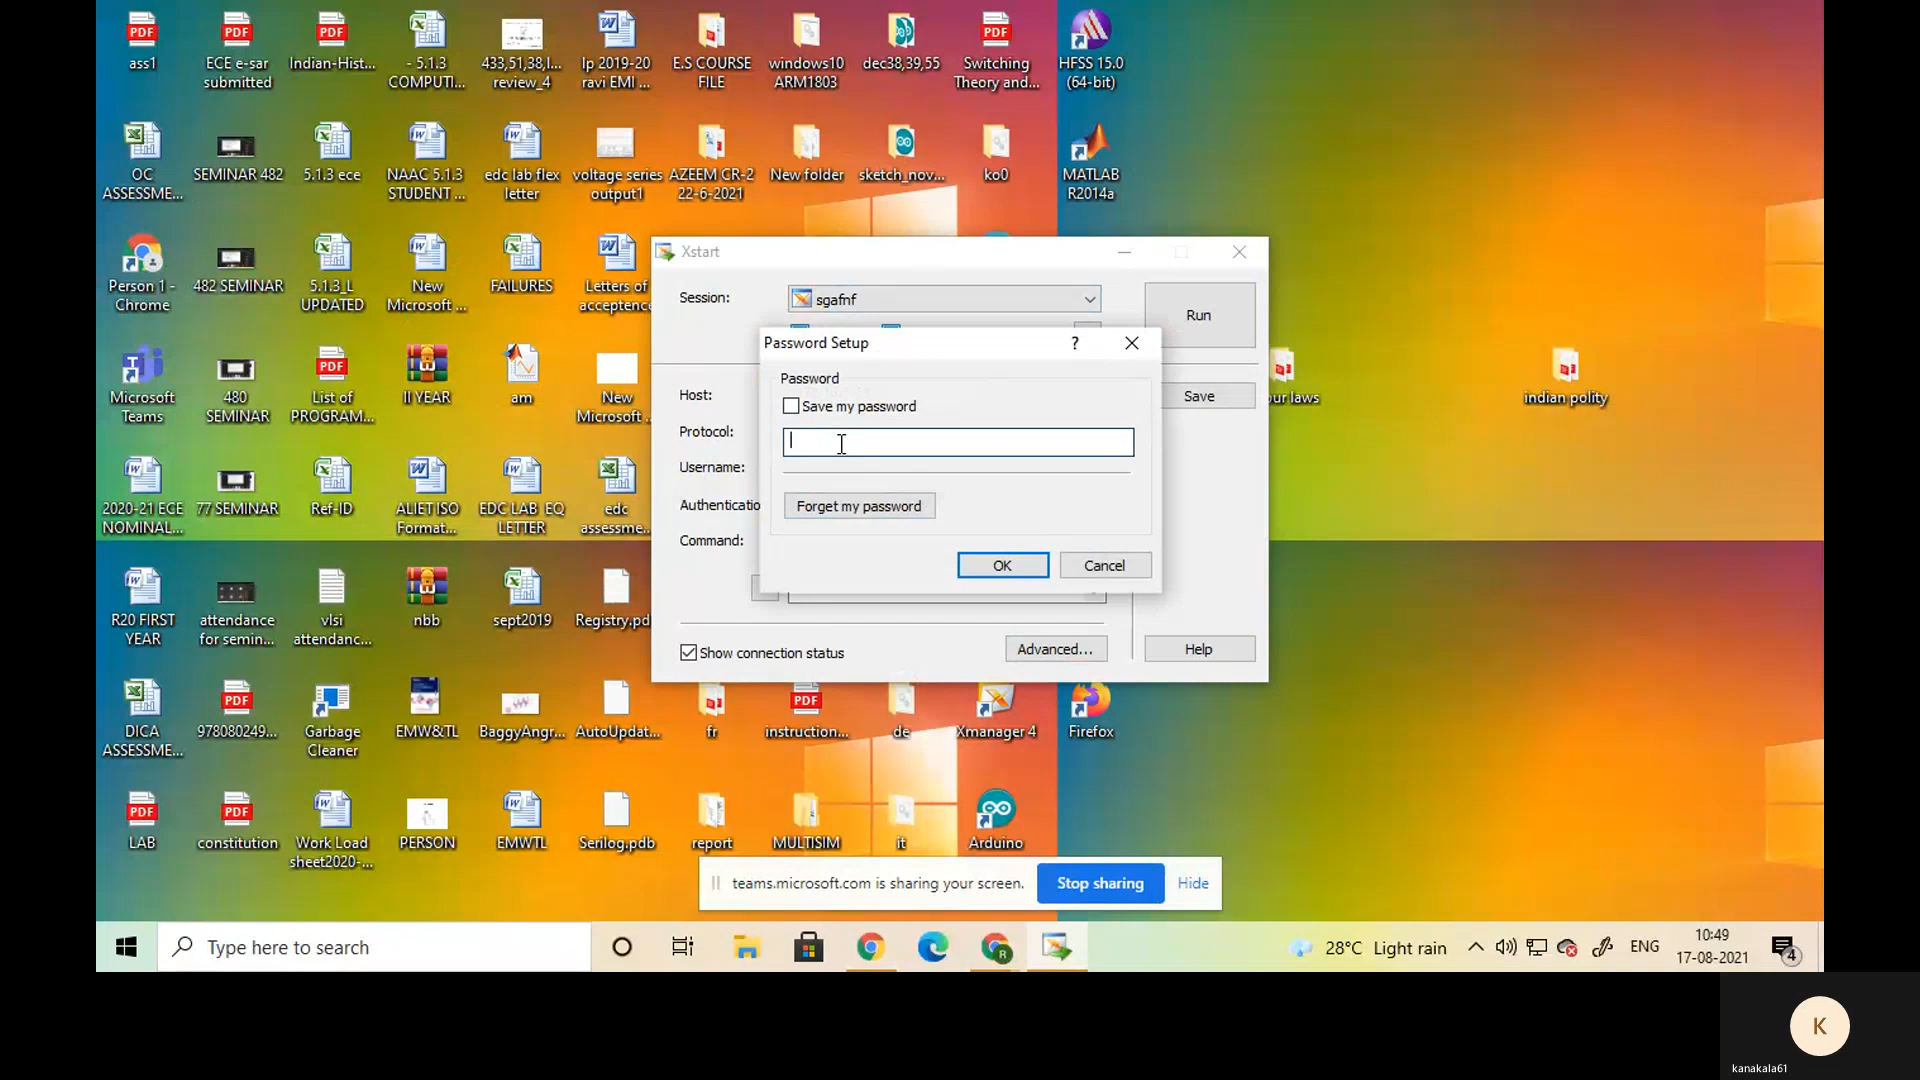 ass1
ECE e-sar
submitted
Indian-Hist...
- 5.1.3
COMPUTI...
433,51,38,l...
review_4
lp 2019-20
ravi EMI ...
E.S COURSE
FILE
windows10
ARM1803
dec38,39,55
Switching
Theory and...
HFSS 15.0
(64-bit)
OC
ASSESSME...
SEMINAR 482
5.1.3 ece
NAAC 5.1.3
STUDENT ...
edc lab flex
letter
voltage series
output1
AZEEM CR-2
22-6-2021
New folder
sketch_nov...
ko0
MATLAB
R2014a
Person 1 -
Chrome
482 SEMINAR
5.1.3_L
UPDATED
New
Microsoft ...
FAILURES
Letters of
acceptence
Microsoft
Teams
480
SEMINAR
List of
PROGRAM...
II YEAR
am
New
Microsoft ...
our laws
indian polity
2020-21 ECE
NOMINAL...
77 SEMINAR
Ref-ID
ALIET ISO
Format...
EDC LAB EQ
LETTER
edc
assessme...
R20 FIRST
YEAR
attendance
for semin...
vlsi
attendanc...
nbb
sept2019
Registry.pd
DICA
ASSESSME...
978080249...
Garbage
Cleaner
EMW&TL
BaggyAngr...
AutoUpdat...
fr
instruction...
de
Xmanager 4
Firefox
LAB
constitution
Work Load
sheet2020-...
PERSON
EMWTL
Serilog.pdb
report
MULTISIM
it
Arduino
Xstart
Session:
sgafnf
Run
Host:
Save
Protocol:
Username:
Authenticatio
Command:
Show connection status
Advanced...
Help
Password Setup
?
Password
Save my password
Forget my password
OK
Cancel
teams.microsoft.com is sharing your screen.
Stop sharing
Hide
Type here to search
28°C Light rain
ENG
10:49
17-08-2021
4
K
kanakala61